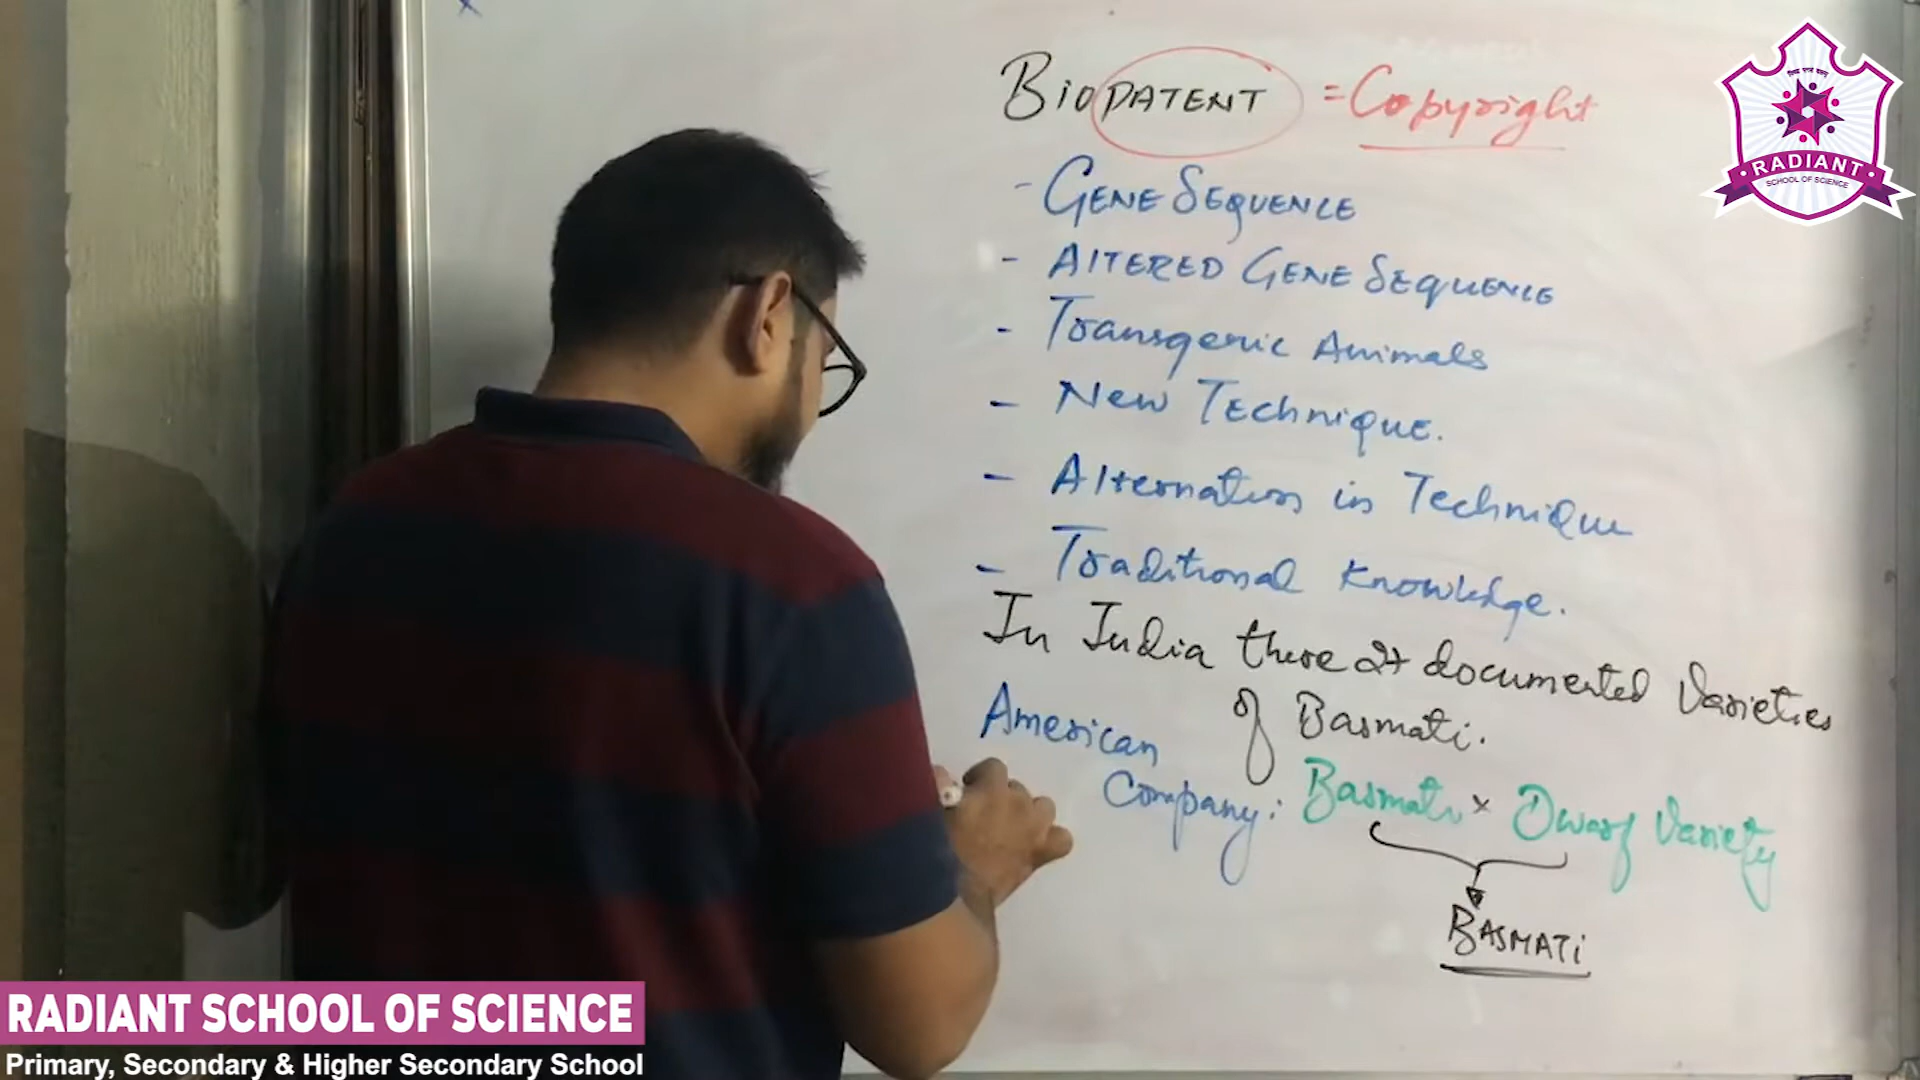 BioPATENT = Copyright
- GENE SEQUENCE
- ALTERED GENE SEQUENCE
- Transgenic Animals
- New TEchnique.
- Alternation in Technique
- Traditional Knowledge.
In India there 27 documented Varieties
of Basmati.
American
Company: Basmati x Dwarf Variety
BASMATi
RADIANT
SCHOOL OF SCIENCE
RADIANT SCHOOL OF SCIENCE
Primary, Secondary & Higher Secondary School